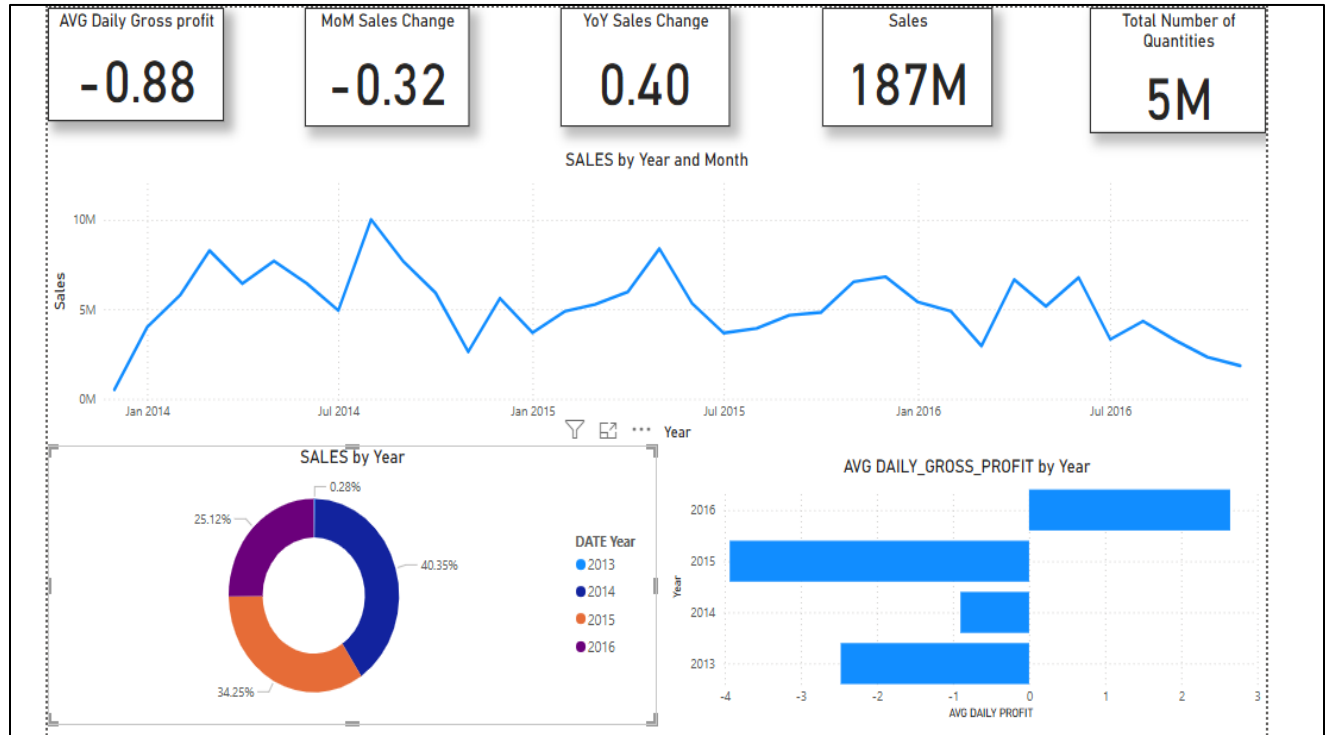 AVG Daily Gross profit
-0.88
MoM Sales Change
-0.32
YoY Sales Change
0.40
Sales
187M
Total Number of
Quantities
5M
SALES by Year and Month
Sales
10M
5M
0M
Jan 2014
Jul 2014
Jan 2015
Jul 2015
Jan 2016
Jul 2016
Year
SALES by Year
0.28%
25.12%
40.35%
34.25%
DATE Year
2013
2014
2015
2016
AVG DAILY_GROSS_PROFIT by Year
Year
2016
2015
2014
2013
-4
-3
-2
-1
0
1
2
3
AVG DAILY PROFIT